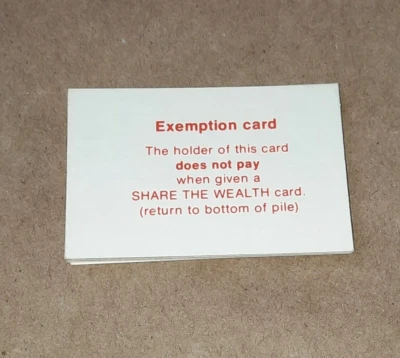 Exemption card
The holder of this card
does not pay
when given a
SHARE THE WEALTH card.
(return to bottom of pile)